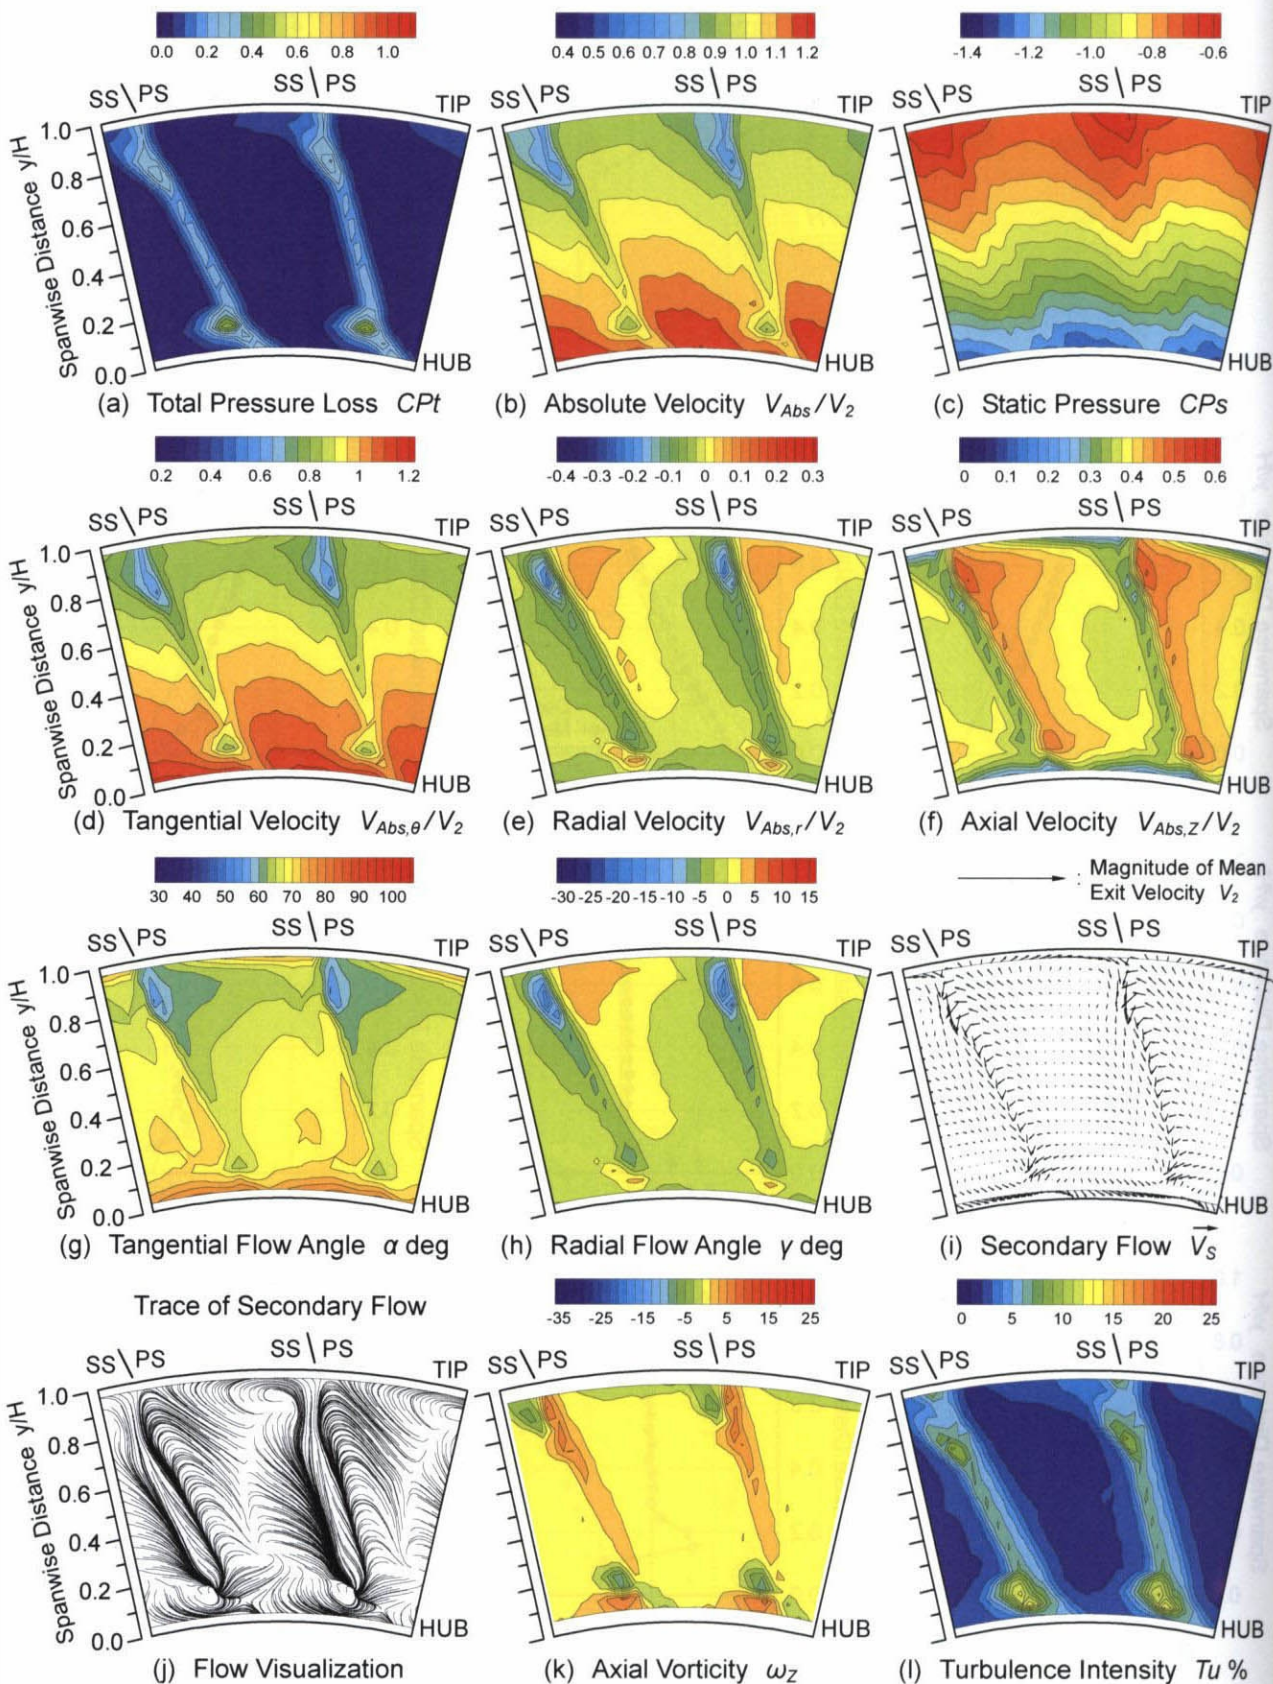 0.0 0.2 0.4 0.6 0.8 1.0
0.4 0.5 0.6 0.7 0.8 0.9 1.0 1.1 1.2
-1.4 -1.2 -1.0 -0.8 -0.6
SS \ PS SS \ PS TIP
SS \ PS SS \ PS TIP
SS \ PS SS \ PS TIP
Spanwise Distance y/H
1.0
0.8
0.6
0.4
0.2
0.0
HUB
HUB
HUB
(a) Total Pressure Loss CPt
(b) Absolute Velocity V_Abs/V_2
(c) Static Pressure CPs
0.2 0.4 0.6 0.8 1 1.2
-0.4 -0.3 -0.2 -0.1 0 0.1 0.2 0.3
0 0.1 0.2 0.3 0.4 0.5 0.6
SS \ PS SS \ PS TIP
SS \ PS SS \ PS TIP
SS \ PS SS \ PS TIP
Spanwise Distance y/H
1.0
0.8
0.6
0.4
0.2
0.0
HUB
HUB
HUB
(d) Tangential Velocity V_Abs,θ/V_2
(e) Radial Velocity V_Abs,r/V_2
(f) Axial Velocity V_Abs,Z/V_2
30 40 50 60 70 80 90 100
-30 -25 -20 -15 -10 -5 0 5 10 15
: Magnitude of Mean
Exit Velocity V_2
SS \ PS SS \ PS TIP
SS \ PS SS \ PS TIP
SS \ PS SS \ PS TIP
Spanwise Distance y/H
1.0
0.8
0.6
0.4
0.2
0.0
HUB
HUB
HUB
(g) Tangential Flow Angle α deg
(h) Radial Flow Angle γ deg
(i) Secondary Flow V_S
Trace of Secondary Flow
-35 -25 -15 -5 5 15 25
0 5 10 15 20 25
SS \ PS SS \ PS TIP
SS \ PS SS \ PS TIP
SS \ PS SS \ PS TIP
Spanwise Distance y/H
1.0
0.8
0.6
0.4
0.2
0.0
HUB
HUB
HUB
(j) Flow Visualization
(k) Axial Vorticity ω_Z
(l) Turbulence Intensity Tu %